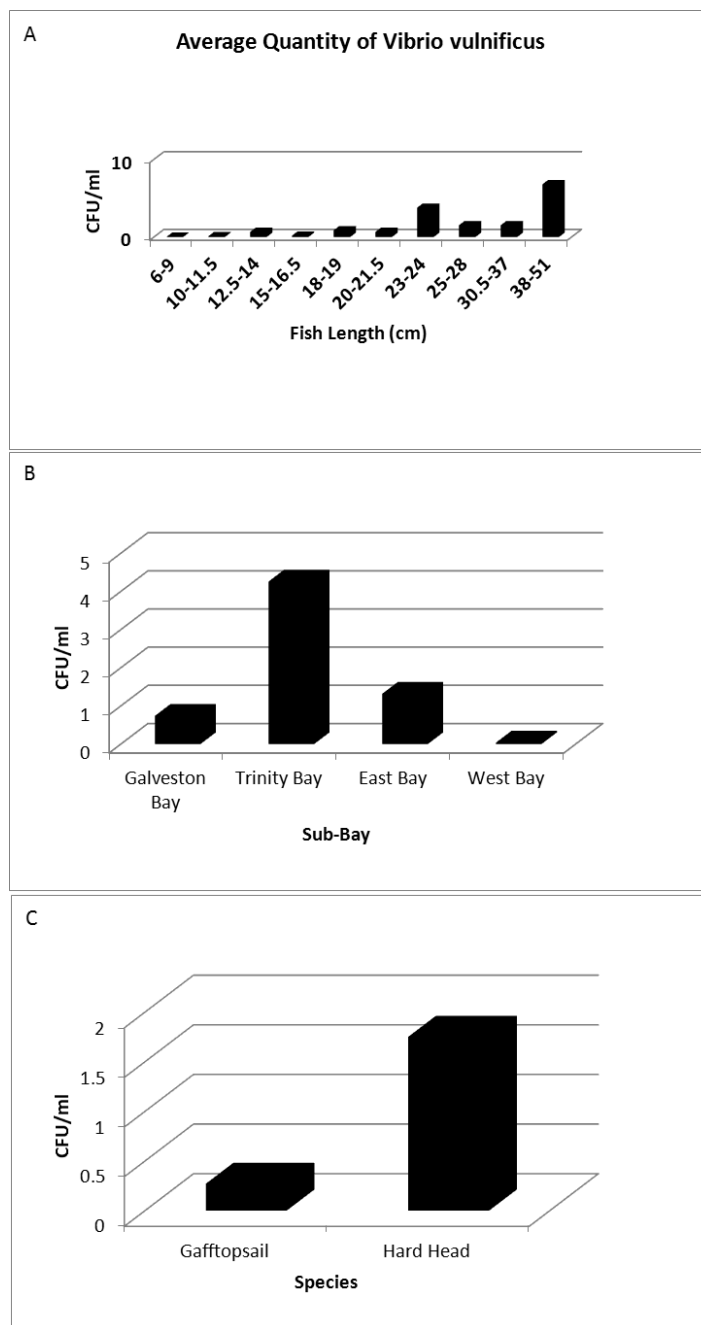 A
Average Quantity of Vibrio vulnificus
10
0
CFU/ml
6-9
10-11.5
12.5-14
15-16.5
18-19
20-21.5
23-24
25-28
30.5-37
38-51
Fish Length (cm)
B
5
4
3
2
1
0
CFU/ml
Galveston
Bay
Trinity Bay
East Bay
West Bay
Sub-Bay
C
2
1.5
1
0.5
0
CFU/ml
Gafftopsail
Hard Head
Species